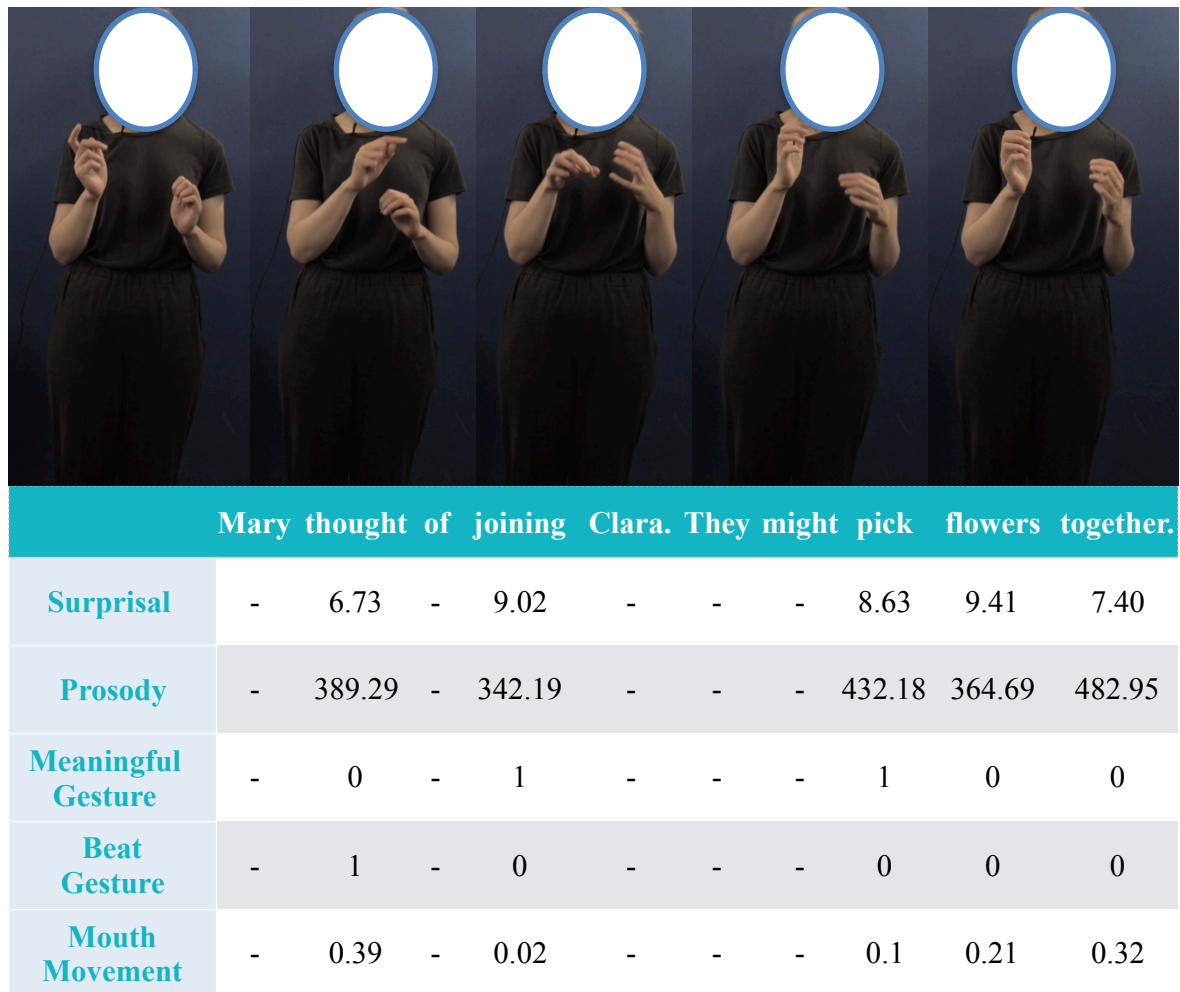 Mary thought of joining Clara. They might pick flowers together.
Surprisal - 6.73 - 9.02 - - - 8.63 9.41 7.40
Prosody - 389.29 - 342.19 - - - 432.18 364.69 482.95
Meaningful
Gesture - 0 - 1 - - - 1 0 0
Beat
Gesture - 1 - 0 - - - 0 0 0
Mouth
Movement - 0.39 - 0.02 - - - 0.1 0.21 0.32